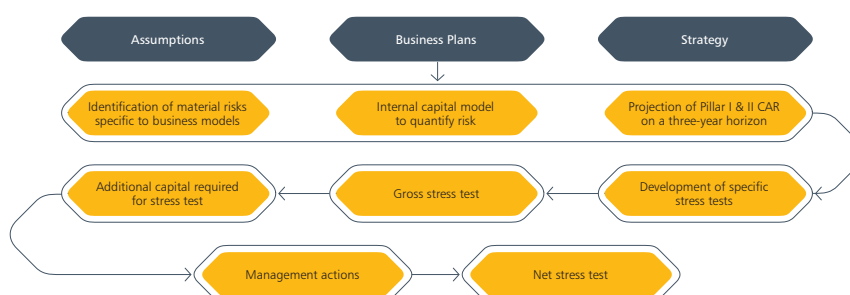 Assumptions
Business Plans
Strategy
Identification of material risks
specific to business models
Internal capital model
to quantify risk
Projection of Pillar I & II CAR
on a three-year horizon
Additional capital required
for stress test
Gross stress test
Development of specific
stress tests
Management actions
Net stress test